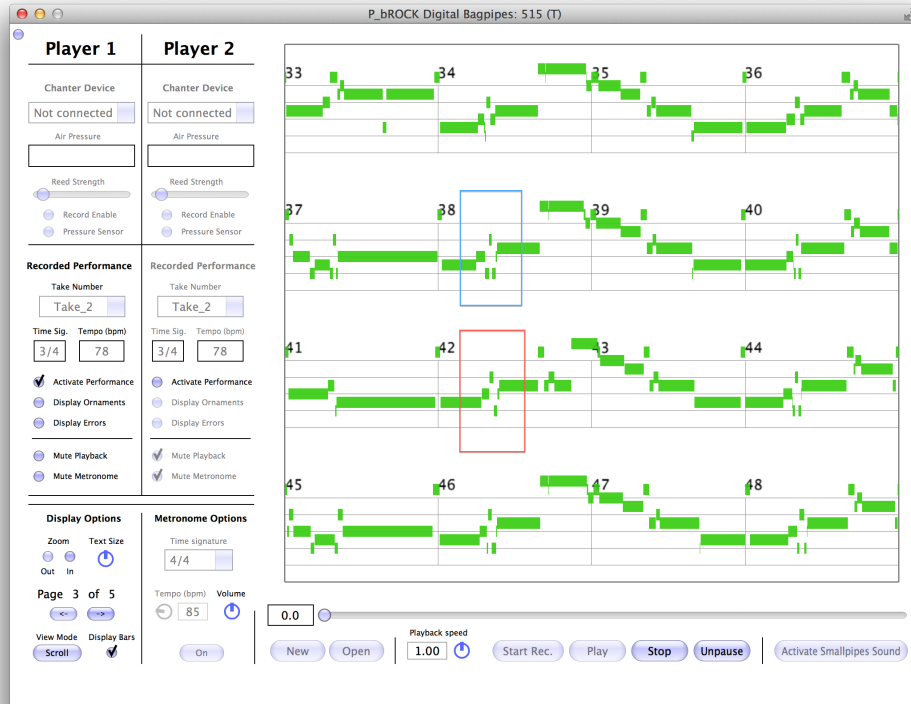 P_bROCK Digital Bagpipes: 515 (T)
Player 1
Player 2
Chanter Device
Chanter Device
Not connected
Not connected
Air Pressure
Air Pressure
Reed Strength
Reed Strength
Record Enable
Record Enable
Pressure Sensor
Pressure Sensor
Recorded Performance
Recorded Performance
Take Number
Take Number
Take_2
Take_2
Time Sig. Tempo (bpm)
Time Sig. Tempo (bpm)
3/4 78
3/4 78
Activate Performance
Activate Performance
Display Ornaments
Display Ornaments
Display Errors
Display Errors
Mute Playback
Mute Playback
Mute Metronome
Mute Metronome
Display Options
Zoom Text Size
Out In
Page 3 of 5
<- ->
View Mode Display Bars
Scroll
Metronome Options
Time signature
4/4
Tempo (bpm) Volume
85
On
33 34 35 36
37 38 39 40
41 42 43 44
45 46 47 48
0.0
Playback speed
New Open 1.00 Start Rec. Play Stop Unpause Activate Smallpipes Sound